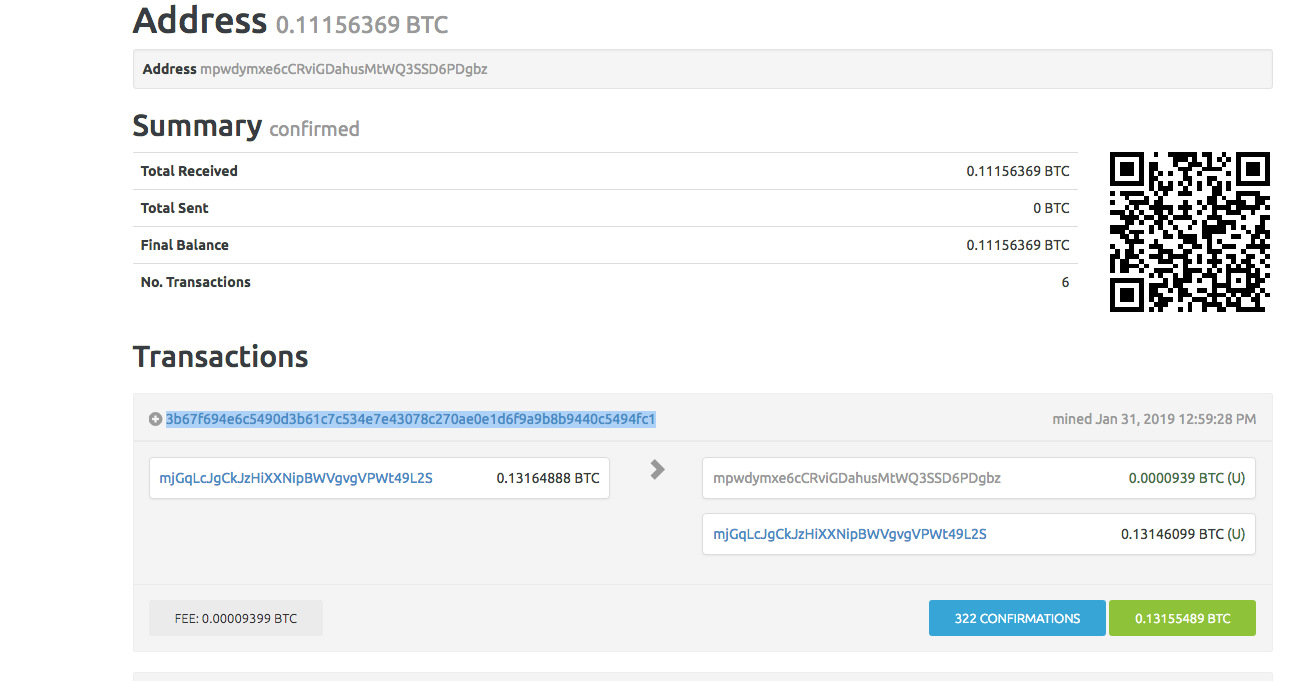 Address 0.11156369 BTC
Address mpwdymxe6cCRviGDahusMtWQ3SSD6PDgbz
Summary confirmed
Total Received 0.11156369 BTC
Total Sent 0 BTC
Final Balance 0.11156369 BTC
No. Transactions 6
Transactions
3b67f694e6c5490d3b61c7c534e7e43078c270ae0e1d6f9a9b8b9440c5494fc1 mined Jan 31, 2019 12:59:28 PM
mjGqLcJgCkJzHiXXNipBWVgvgVPWt49L2S 0.13164888 BTC
mpwdymxe6cCRviGDahusMtWQ3SSD6PDgbz 0.0000939 BTC (U)
mjGqLcJgCkJzHiXXNipBWVgvgVPWt49L2S 0.13146099 BTC (U)
FEE: 0.00009399 BTC 322 CONFIRMATIONS 0.13155489 BTC